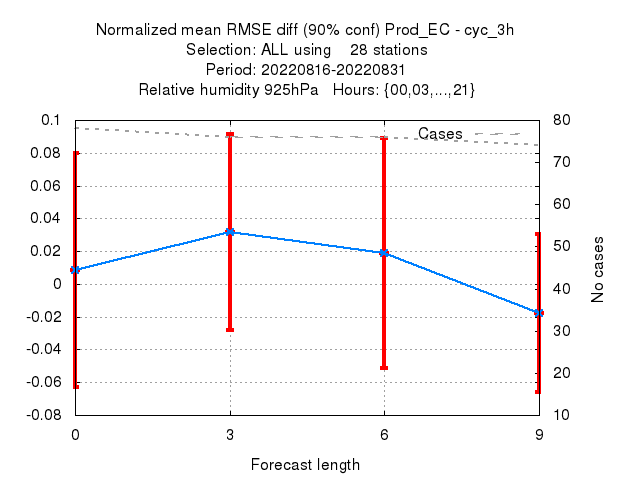 Normalized mean RMSE diff (90% conf) Prod_EC - cyc_3h
Selection: ALL using    28 stations
Period: 20220816-20220831
Relative humidity 925hPa   Hours: {00,03,...,21}
0.1
0.08
0.06
0.04
0.02
0
-0.02
-0.04
-0.06
-0.08
Cases
80
70
60
50
40
30
20
10
No cases
0 3 6 9
Forecast length